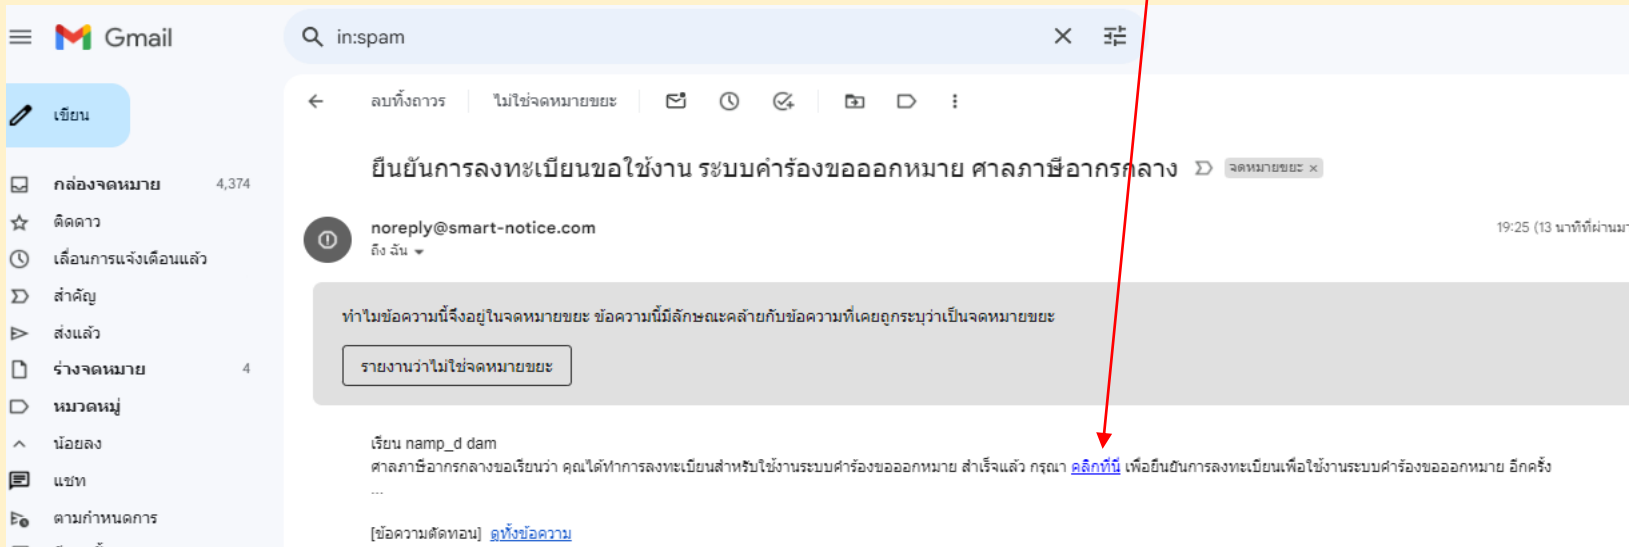 Gmail
in:spam
เขียน
ลบทิ้งถาวร ไม่ใช่จดหมายขยะ
ยืนยันการลงทะเบียนขอใช้งาน ระบบคำร้องขอออกหมาย ศาลภาษีอากรกลาง จดหมายขยะ ×
กล่องจดหมาย 4,374
ติดดาว
เลื่อนการแจ้งเตือนแล้ว
สำคัญ
ส่งแล้ว
ร่างจดหมาย 4
หมวดหมู่
น้อยลง
แชท
ตามกำหนดการ
noreply@smart-notice.com 19:25 (13 นาทีที่ผ่านมา
ถึง ฉัน
ทำไมข้อความนี้จึงอยู่ในจดหมายขยะ ข้อความนี้มีลักษณะคล้ายกับข้อความที่เคยถูกระบุว่าเป็นจดหมายขยะ
รายงานว่าไม่ใช่จดหมายขยะ
เรียน namp_d dam
ศาลภาษีอากรกลางขอเรียนว่า คุณได้ทำการลงทะเบียนสำหรับใช้งานระบบคำร้องขอออกหมาย สำเร็จแล้ว กรุณา คลิกที่นี่ เพื่อยืนยันการลงทะเบียนเพื่อใช้งานระบบคำร้องขอออกหมาย อีกครั้ง
...
[ข้อความตัดทอน] ดูทั้งข้อความ